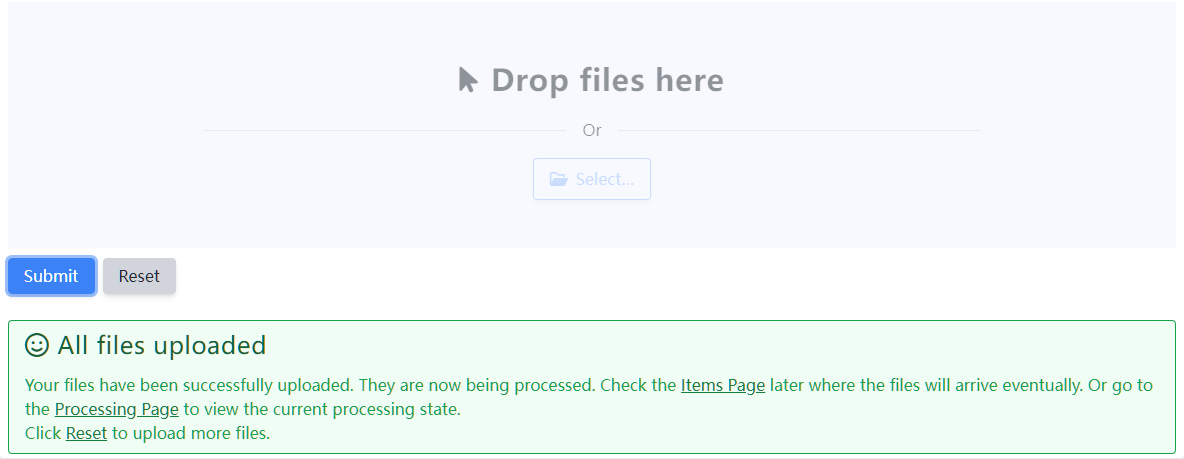 Drop files here
Or
Select...
Submit
Reset
All files uploaded
Your files have been successfully uploaded. They are now being processed. Check the Items Page later where the files will arrive eventually. Or go to
the Processing Page to view the current processing state.
Click Reset to upload more files.